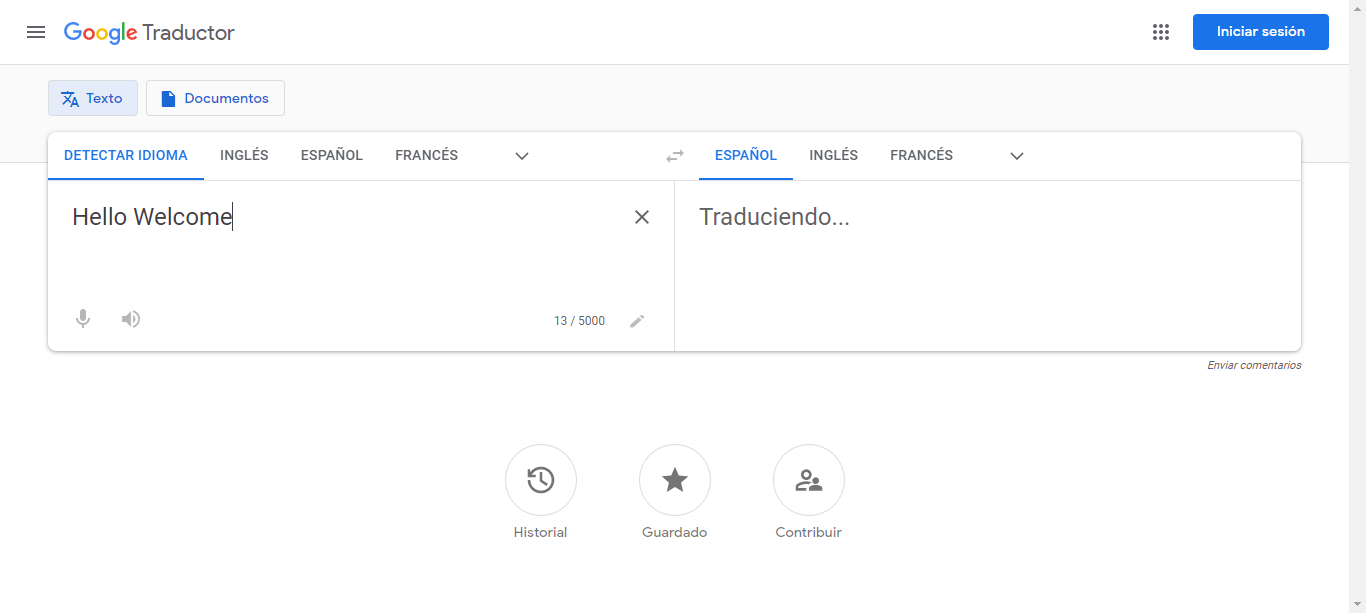 Google Traductor
Iniciar sesión
Texto
Documentos
DETECTAR IDIOMA INGLÉS ESPAÑOL FRANCÉS
ESPAÑOL INGLÉS FRANCÉS
Hello Welcome
Traduciendo...
13 / 5000
Enviar comentarios
Historial
Guardado
Contribuir